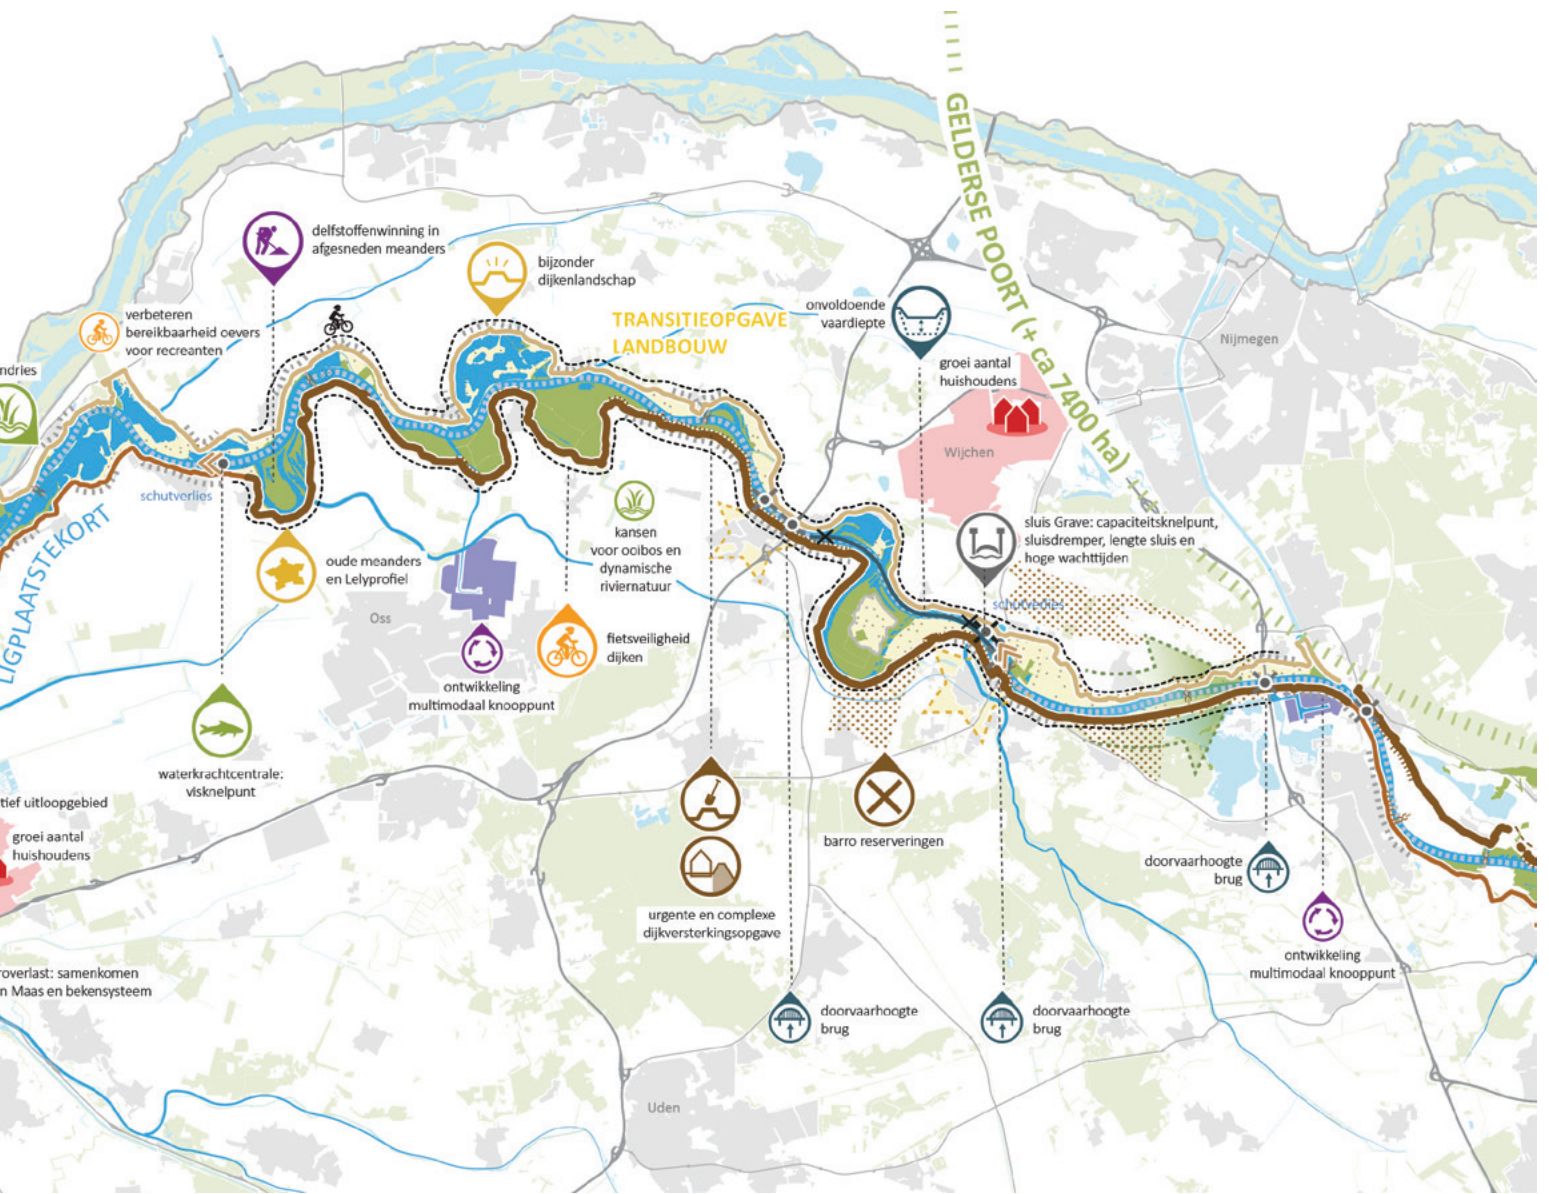 GELDERSE POORT (+ ca 7400 ha)
delfstoffenwinning in
afgesneden meanders
bijzonder
dijkenlandschap
verbeteren
bereikbaarheid oevers
voor recreanten
TRANSITIEOPGAVE
LANDBOUW
onvoldoende
vaardiepte
Nijmegen
groei aantal
huishoudens
ndries
Wijchen
schutverlies
LIGPLAATSTEKORT
kansen
voor ooibos en
dynamische
riviernatuur
sluis Grave: capaciteitsknelpunt,
sluisdremper, lengte sluis en
hoge wachttijden
oude meanders
en Lelyprofiel
schutverlies
Oss
fietsveiligheid
dijken
ontwikkeling
multimodaal knooppunt
waterkrachtcentrale:
visknelpunt
tief uitloopgebied
groei aantal
huishoudens
barro reserveringen
doorvaarhoogte
brug
urgente en complexe
dijkversterkingsopgave
ontwikkeling
multimodaal knooppunt
roverlast: samenkomen
n Maas en bekensysteem
doorvaarhoogte
brug
doorvaarhoogte
brug
Uden